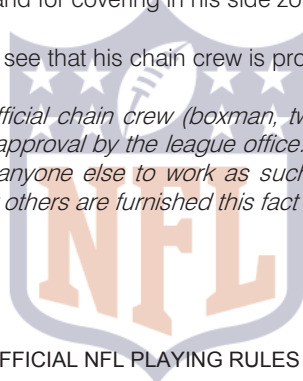 and for covering in his side zo
see that his chain crew is pro
fficial chain crew (boxman, tw
approval by the league office.
anyone else to work as such
others are furnished this fact
NFL
FFICIAL NFL PLAYING RULES